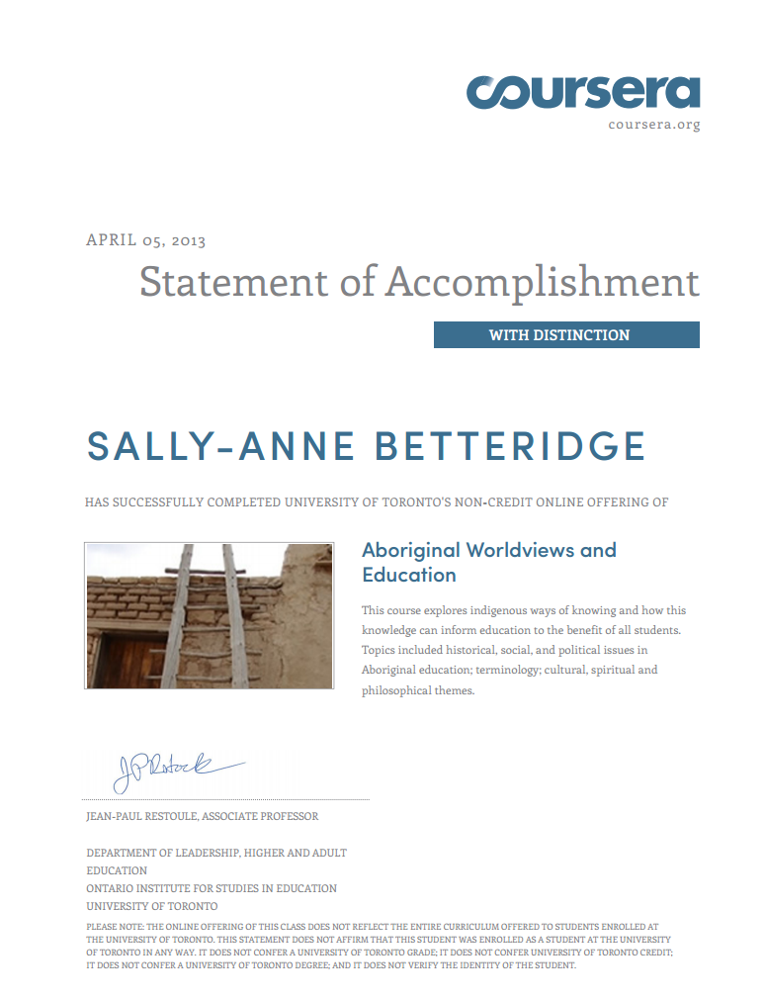 coursera
coursera.org
APRIL 05, 2013
Statement of Accomplishment
WITH DISTINCTION
SALLY-ANNE BETTERIDGE
HAS SUCCESSFULLY COMPLETED UNIVERSITY OF TORONTO'S NON-CREDIT ONLINE OFFERING OF
Aboriginal Worldviews and
Education
This course explores indigenous ways of knowing and how this
knowledge can inform education to the benefit of all students.
Topics included historical, social, and political issues in
Aboriginal education; terminology; cultural, spiritual and
philosophical themes.
JPRestoule
JEAN-PAUL RESTOULE, ASSOCIATE PROFESSOR
DEPARTMENT OF LEADERSHIP, HIGHER AND ADULT
EDUCATION
ONTARIO INSTITUTE FOR STUDIES IN EDUCATION
UNIVERSITY OF TORONTO
PLEASE NOTE: THE ONLINE OFFERING OF THIS CLASS DOES NOT REFLECT THE ENTIRE CURRICULUM OFFERED TO STUDENTS ENROLLED AT
THE UNIVERSITY OF TORONTO. THIS STATEMENT DOES NOT AFFIRM THAT THIS STUDENT WAS ENROLLED AS A STUDENT AT THE UNIVERSITY
OF TORONTO IN ANY WAY. IT DOES NOT CONFER A UNIVERSITY OF TORONTO GRADE; IT DOES NOT CONFER UNIVERSITY OF TORONTO CREDIT;
IT DOES NOT CONFER A UNIVERSITY OF TORONTO DEGREE; AND IT DOES NOT VERIFY THE IDENTITY OF THE STUDENT.